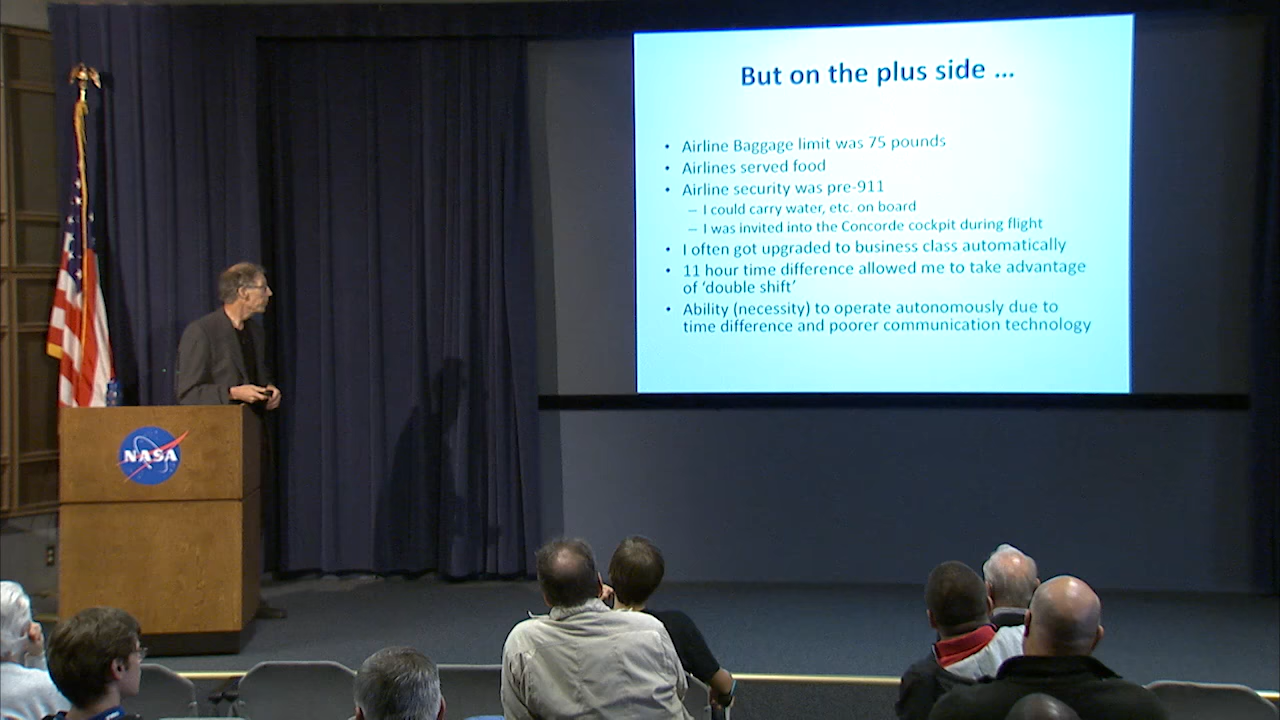 But on the plus side ...
• Airline Baggage limit was 75 pounds
• Airlines served food
• Airline security was pre-911
– I could carry water, etc. on board
– I was invited into the Concorde cockpit during flight
• I often got upgraded to business class automatically
• 11 hour time difference allowed me to take advantage
of ‘double shift’
• Ability (necessity) to operate autonomously due to
time difference and poorer communication technology
NASA